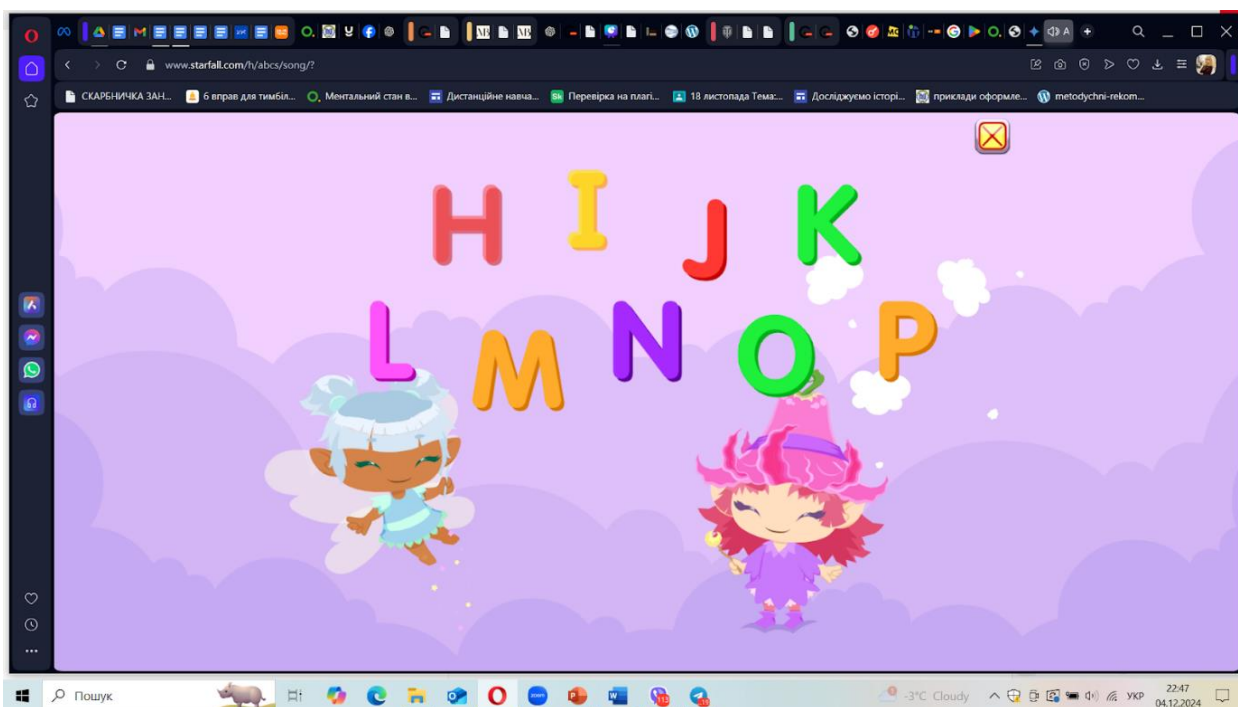 www.starfall.com/h/abcs/song/?
СКАРБНИЧКА ЗАН... 6 вправ для тимбіл... Ментальний стан в... Дистанційне навча... Перевірка на плагі... 18 листопада Тема:... Досліджуємо історі... приклади оформле... metodychni-rekom...
H I J K
L M N O P
Пошук
-3°C Cloudy
УКР
22:47
04.12.2024